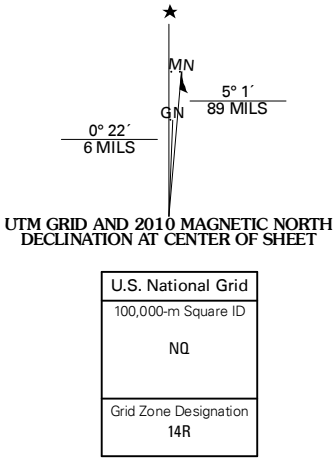 MN
GN
5° 1´
89 MILS
0° 22´
6 MILS
UTM GRID AND 2010 MAGNETIC NORTH
DECLINATION AT CENTER OF SHEET
U.S. National Grid
100,000-m Square ID
NQ
Grid Zone Designation
14R